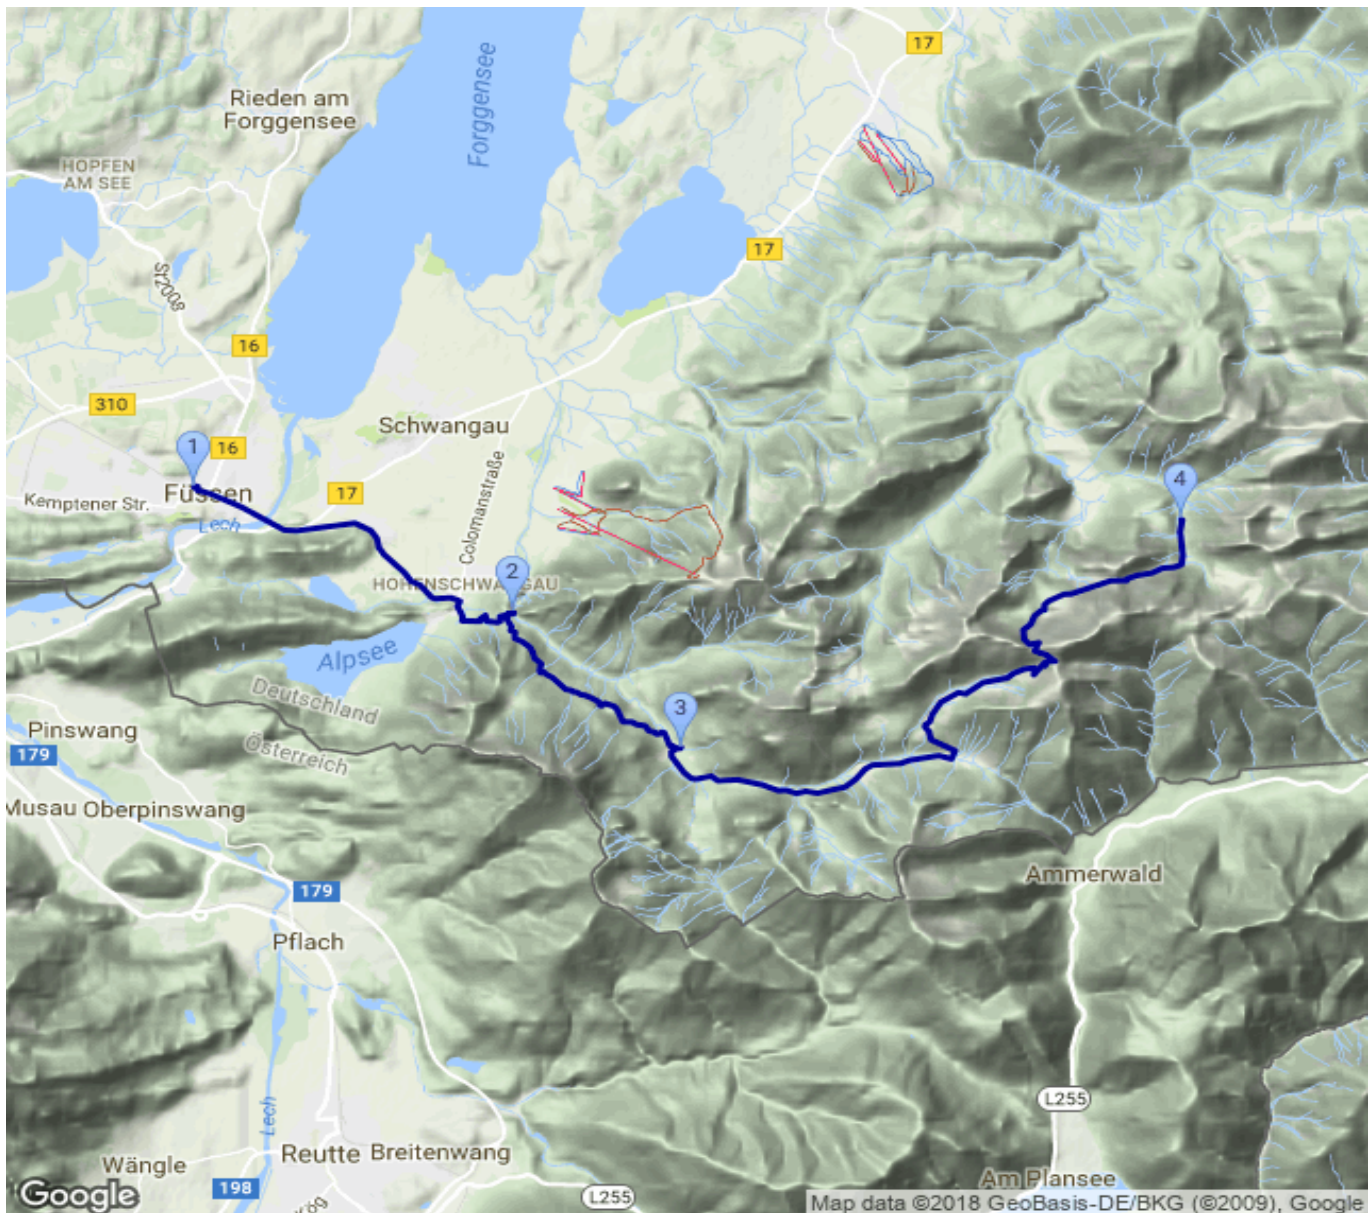 17
Rieden am
Forggensee
Forggensee
HOPFEN
AM SEE
17
St2008
16
310
Schwangau
1
16
Füssen
17
Kemptener Str.
Lech
Colomanstraße
4
2
HOHENSCHWANGAU
Alpsee
Deutschland
3
Österreich
Pinswang
179
Musau
Oberpinswang
179
Ammerwald
Pflach
L255
Lech
Reutte
Breitenwang
Wängle
Am Plansee
198
L255
Google
Map data ©2018 GeoBasis-DE/BKG (©2009), Google